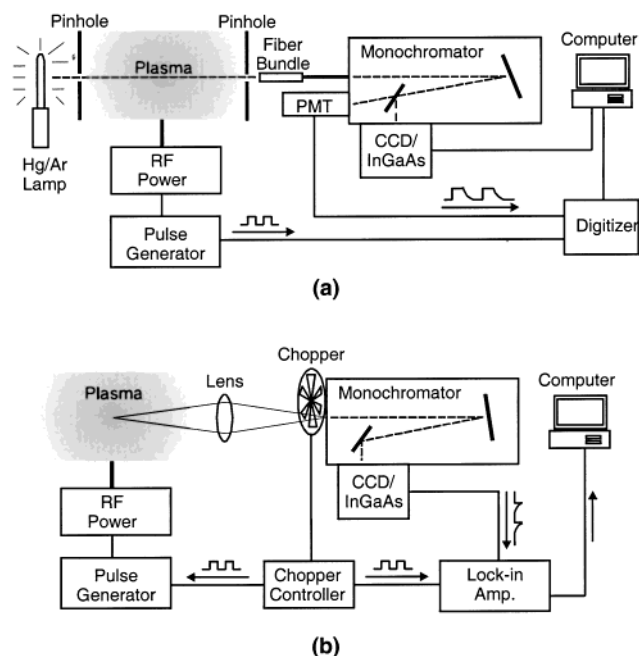 Pinhole
Pinhole
Plasma
Fiber
Bundle
Monochromator
Computer
PMT
Hg/Ar
Lamp
RF
Power
CCD/
InGaAs
Pulse
Generator
Digitizer
(a)
Chopper
Plasma
Lens
Monochromator
Computer
RF
Power
CCD/
InGaAs
Pulse
Generator
Chopper
Controller
Lock-in
Amp.
(b)